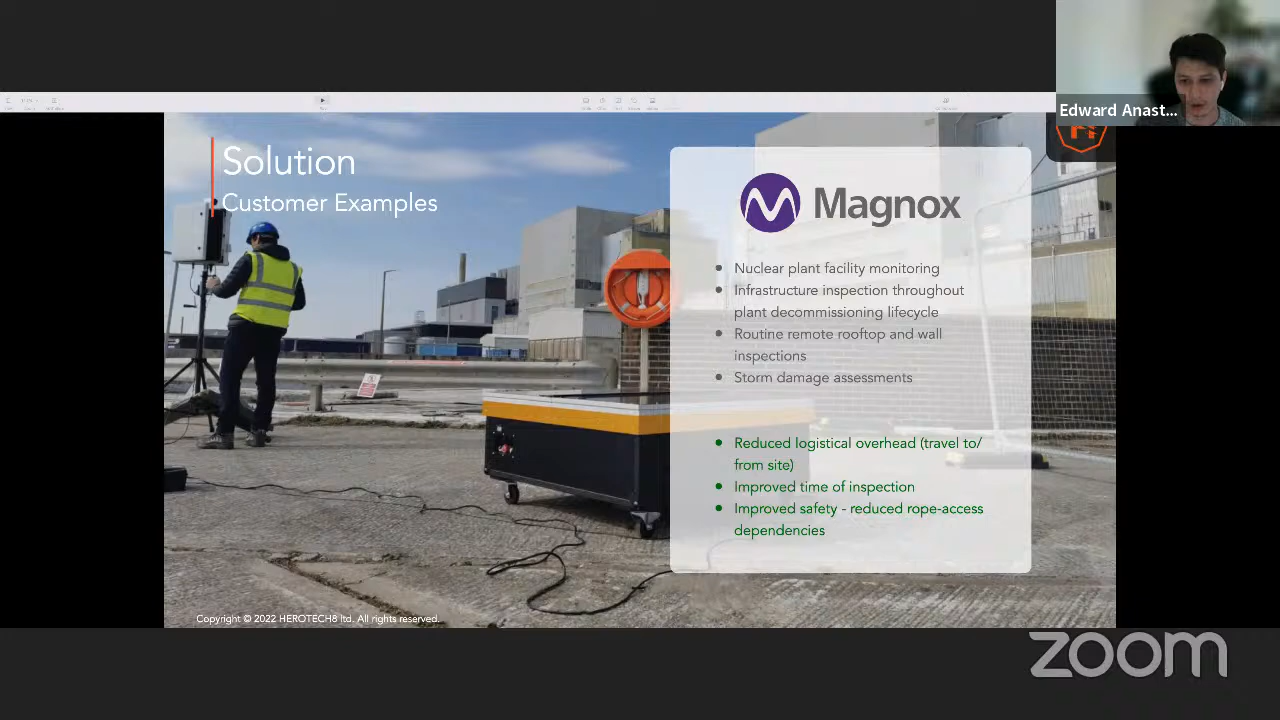 Edward Anast...
Solution
Customer Examples
Magnox
Nuclear plant facility monitoring
Infrastructure inspection throughout
plant decommissioning lifecycle
Routine remote rooftop and wall
inspections
Storm damage assessments
Reduced logistical overhead (travel to/
from site)
Improved time of inspection
Improved safety - reduced rope-access
dependencies
Copyright © 2022 HEROTECH8 ltd. All rights reserved.
zoom